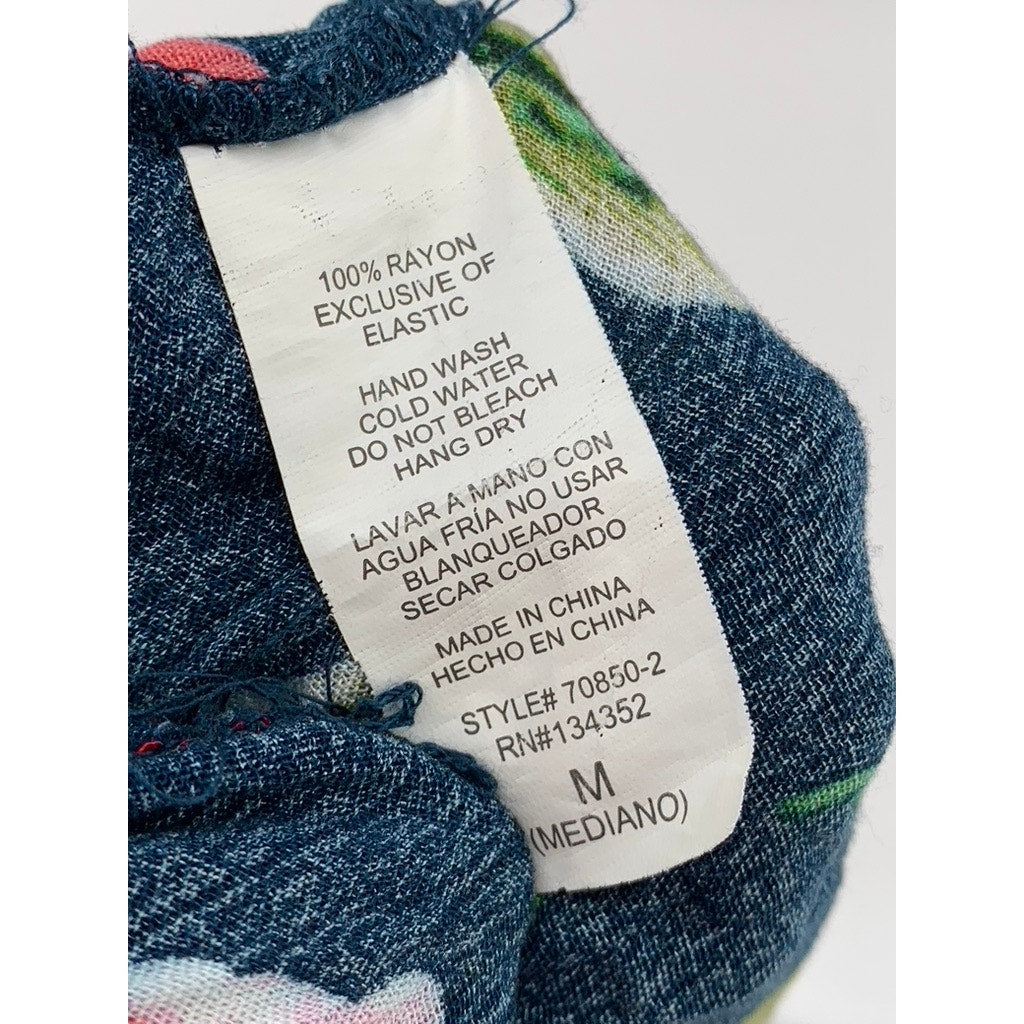 100% RAYON
EXCLUSIVE OF
ELASTIC
HAND WASH
COLD WATER
DO NOT BLEACH
HANG DRY
LAVAR A MANO CON
AGUA FRÍA NO USAR
BLANQUEADOR
SECAR COLGADO
MADE IN CHINA
HECHO EN CHINA
STYLE# 70850-2
RN#134352
M
(MEDIANO)